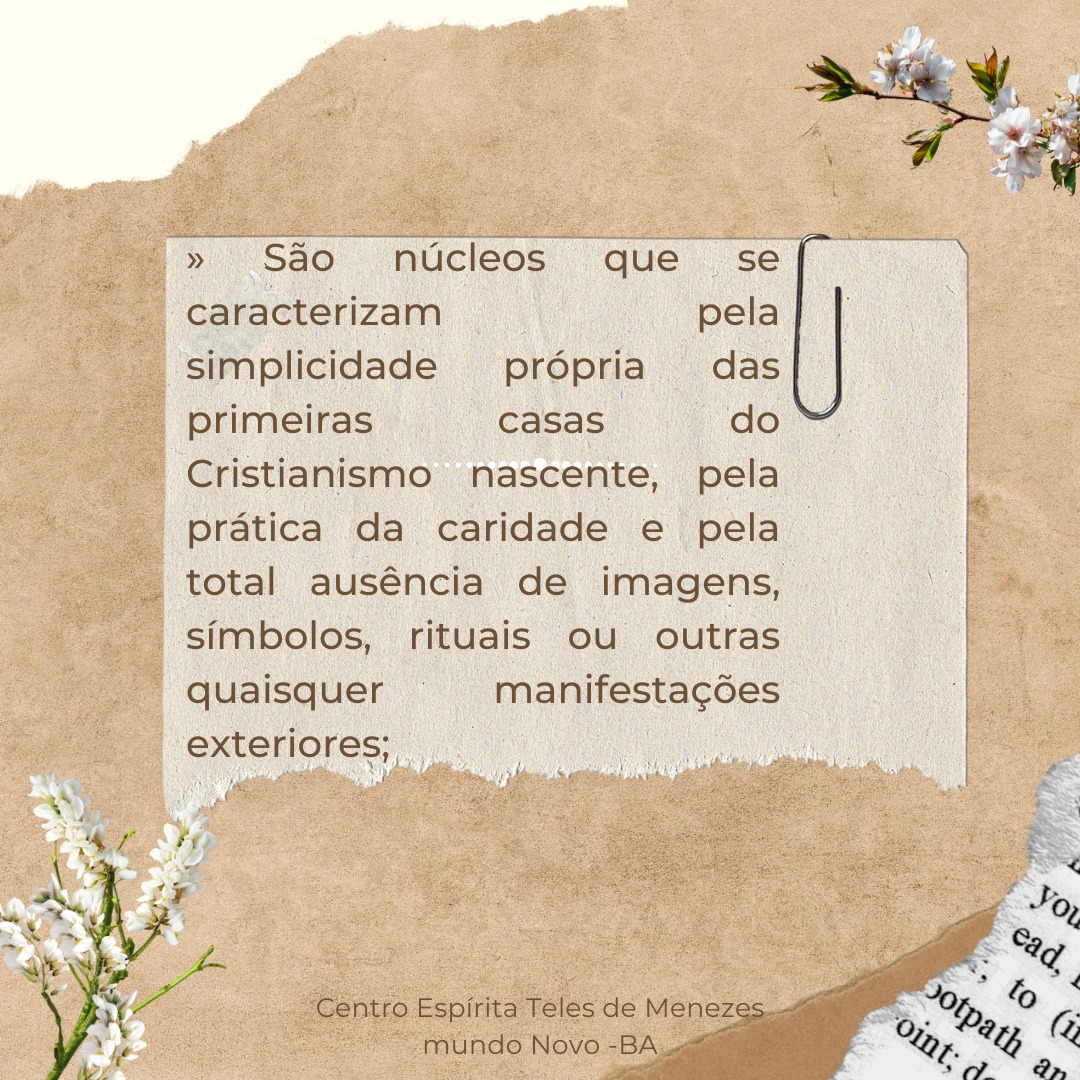 » São núcleos que se
caracterizam pela
simplicidade própria das
primeiras casas do
Cristianismo nascente, pela
prática da caridade e pela
total ausência de imagens,
símbolos, rituais ou outras
quaisquer manifestações
exteriores;
you
ead,
to
ootpath an
oint;
Centro Espírita Teles de Menezes
mundo Novo -BA